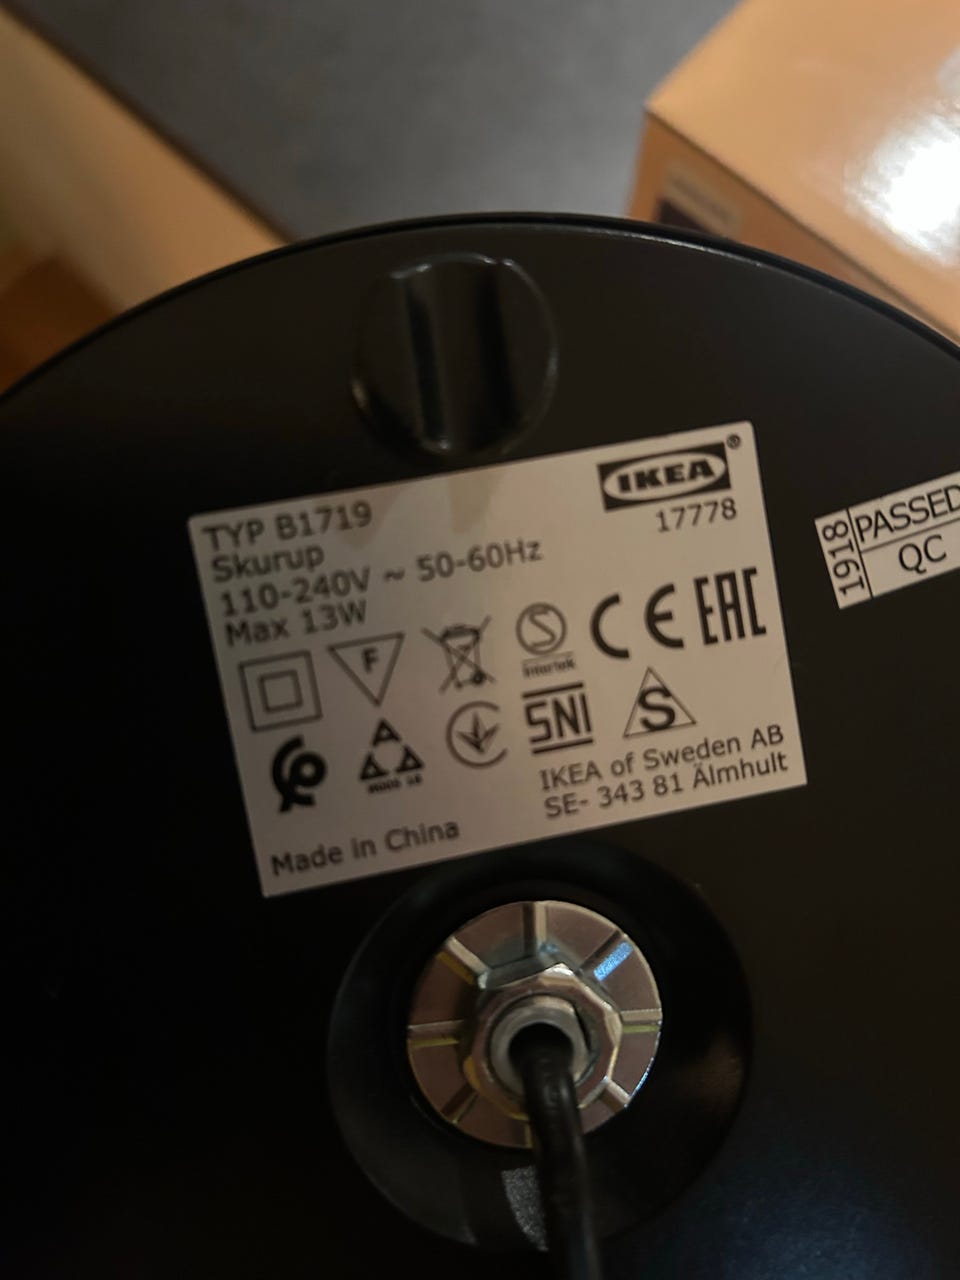 IKEA®
17778
TYP B1719
Skurup
110-240V ~ 50-60Hz
Max 13W
F
S
Intertek
CE
EAC
SNI
S
IKEA of Sweden AB
SE- 343 81 Älmhult
Made in China
1918
PASSED
QC